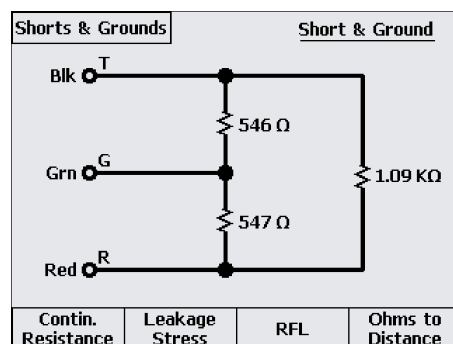 Shorts & Grounds
Short & Ground
T
Blk
546 Ω
G
Grn
1.09 KΩ
547 Ω
R
Red
Contin. Resistance
Leakage Stress
RFL
Ohms to Distance